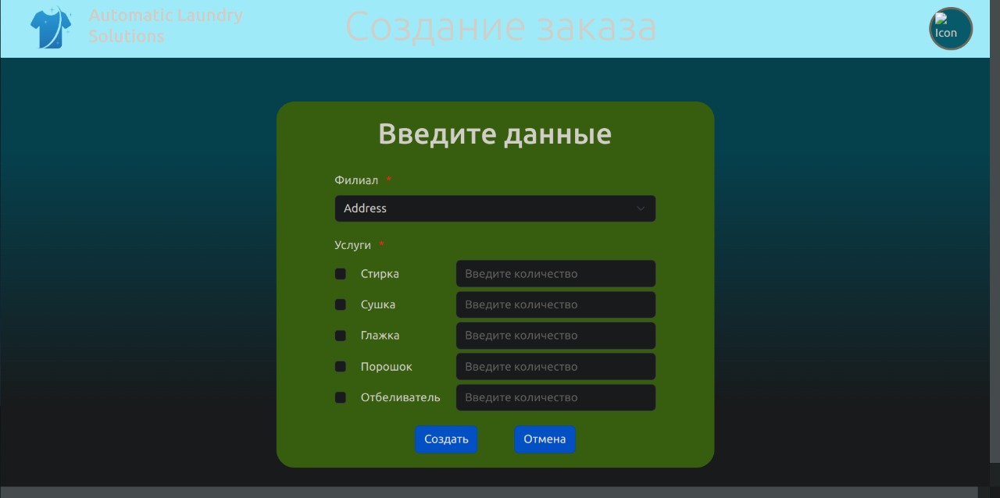 Automatic Laundry
Solutions
Создание заказа
Icon
Введите данные
Филиал *
Address
Услуги *
Стирка Введите количество
Сушка Введите количество
Глажка Введите количество
Порошок Введите количество
Отбеливатель Введите количество
Создать Отмена